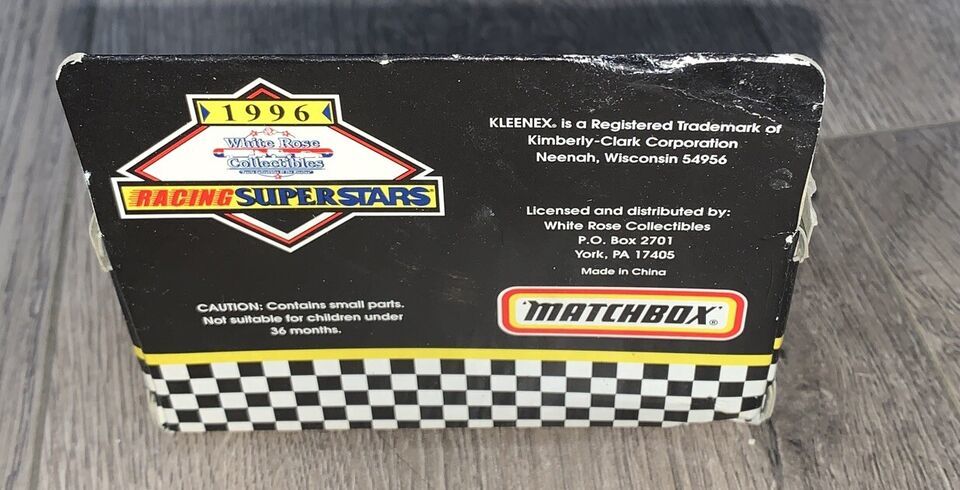 1996
White Rose
Collectibles
RACING SUPERSTARS
CAUTION: Contains small parts.
Not suitable for children under
36 months.
KLEENEX® is a Registered Trademark of
Kimberly-Clark Corporation
Neenah, Wisconsin 54956
Licensed and distributed by:
White Rose Collectibles
P.O. Box 2701
York, PA 17405
Made in China
"MATCHBOX"®